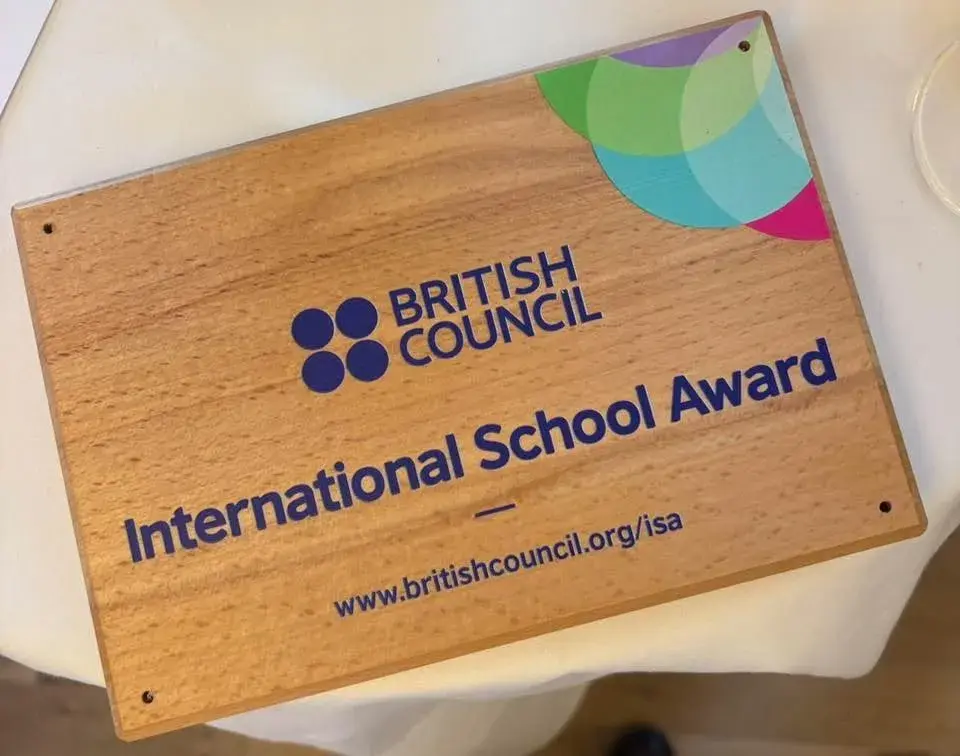 BRITISH
COUNCIL
International School Award
www.britishcouncil.org/isa